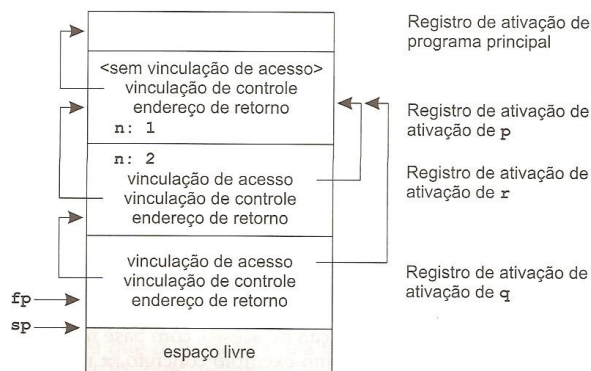 Registro de ativação de
programa principal
<sem vinculação de acesso>
vinculação de controle
endereço de retorno
n: 1
Registro de ativação de
ativação de p
n: 2
vinculação de acesso
vinculação de controle
endereço de retorno
Registro de ativação de
ativação de r
vinculação de acesso
vinculação de controle
endereço de retorno
Registro de ativação de
ativação de q
fp
sp
espaço livre